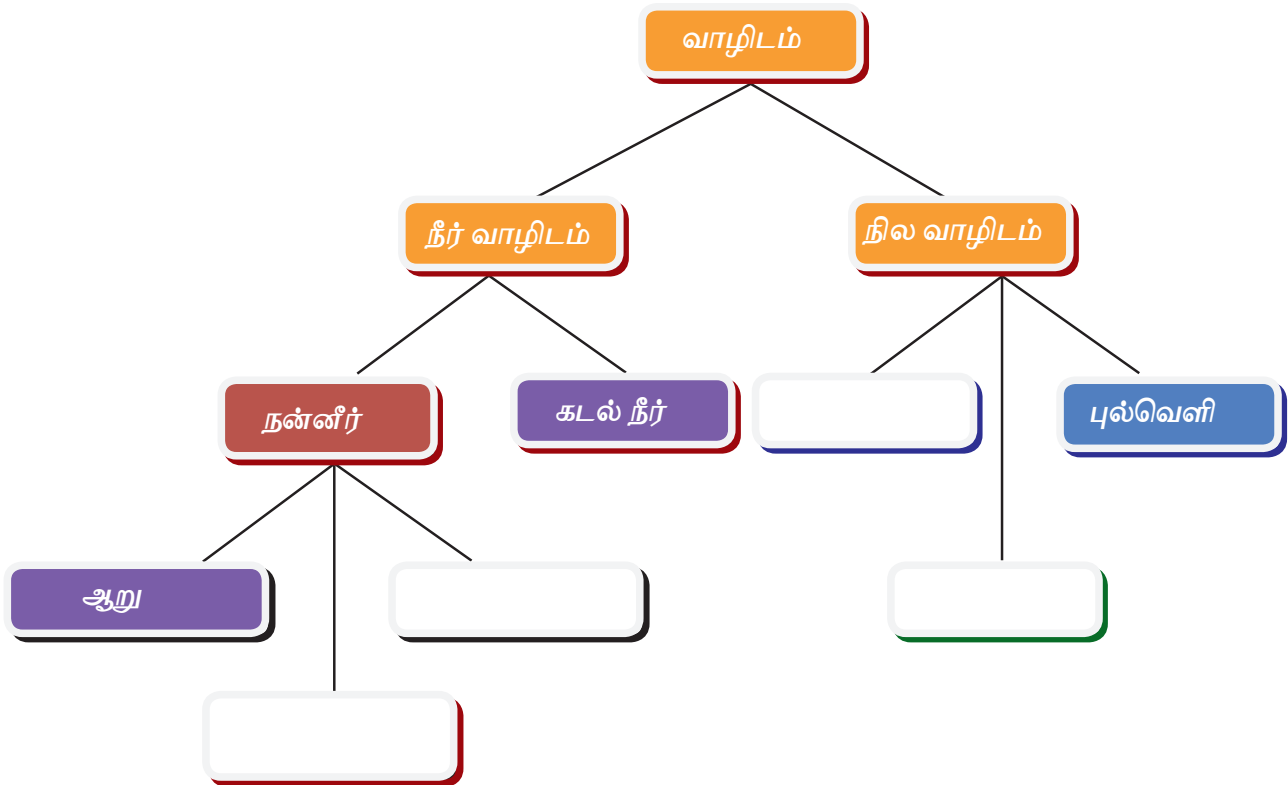 வாழிடம்
நீர் வாழிடம்
நில வாழிடம்
நன்னீர்
கடல் நீர்
புல்வெளி
ஆறு